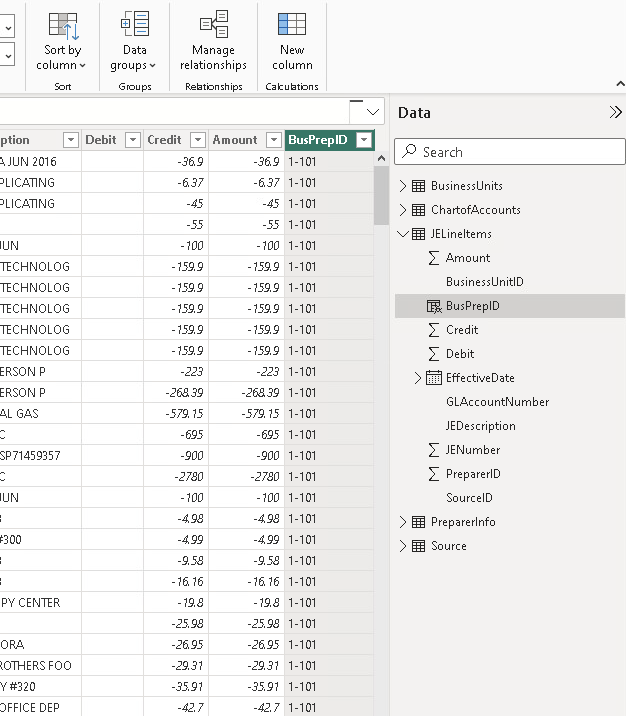 Sort by column
Data groups
Manage relationships
New column
Sort
Groups
Relationships
Calculations
Data
Search
ption Debit Credit Amount BusPrepID
A JUN 2016 -36.9 -36.9 1-101
PLICATING -6.37 -6.37 1-101
PLICATING -45 -45 1-101
-55 -55 1-101
JUN -100 -100 1-101
TECHNOLOG -159.9 -159.9 1-101
TECHNOLOG -159.9 -159.9 1-101
TECHNOLOG -159.9 -159.9 1-101
TECHNOLOG -159.9 -159.9 1-101
TECHNOLOG -159.9 -159.9 1-101
ERSON P -223 -223 1-101
ERSON P -268.39 -268.39 1-101
AL GAS -579.15 -579.15 1-101
C -695 -695 1-101
SP71459357 -900 -900 1-101
C -2780 -2780 1-101
JUN -100 -100 1-101
-4.98 -4.98 1-101
#300 -4.99 -4.99 1-101
-9.58 -9.58 1-101
-16.16 -16.16 1-101
PY CENTER -19.8 -19.8 1-101
-25.98 -25.98 1-101
ORA -26.95 -26.95 1-101
ROTHERS FOO -29.31 -29.31 1-101
Y #320 -35.91 -35.91 1-101
OFFICE DEP -42.7 -42.7 1-101
BusinessUnits
ChartofAccounts
JELineItems
Amount
BusinessUnitID
BusPrepID
Credit
Debit
EffectiveDate
GLAccountNumber
JEDescription
JENumber
PreparerID
SourceID
PreparerInfo
Source